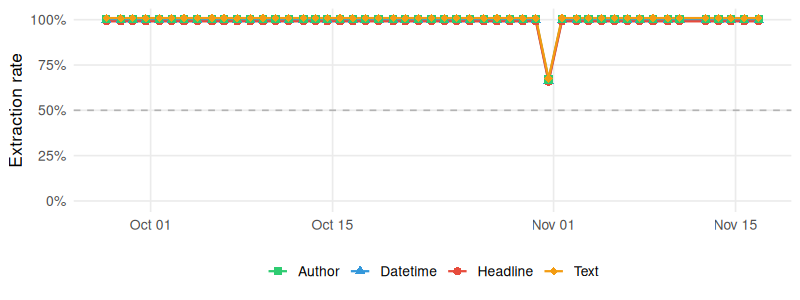 Extraction rate
100%
75%
50%
25%
0%
Oct 01 Oct 15 Nov 01 Nov 15
Author Datetime Headline Text